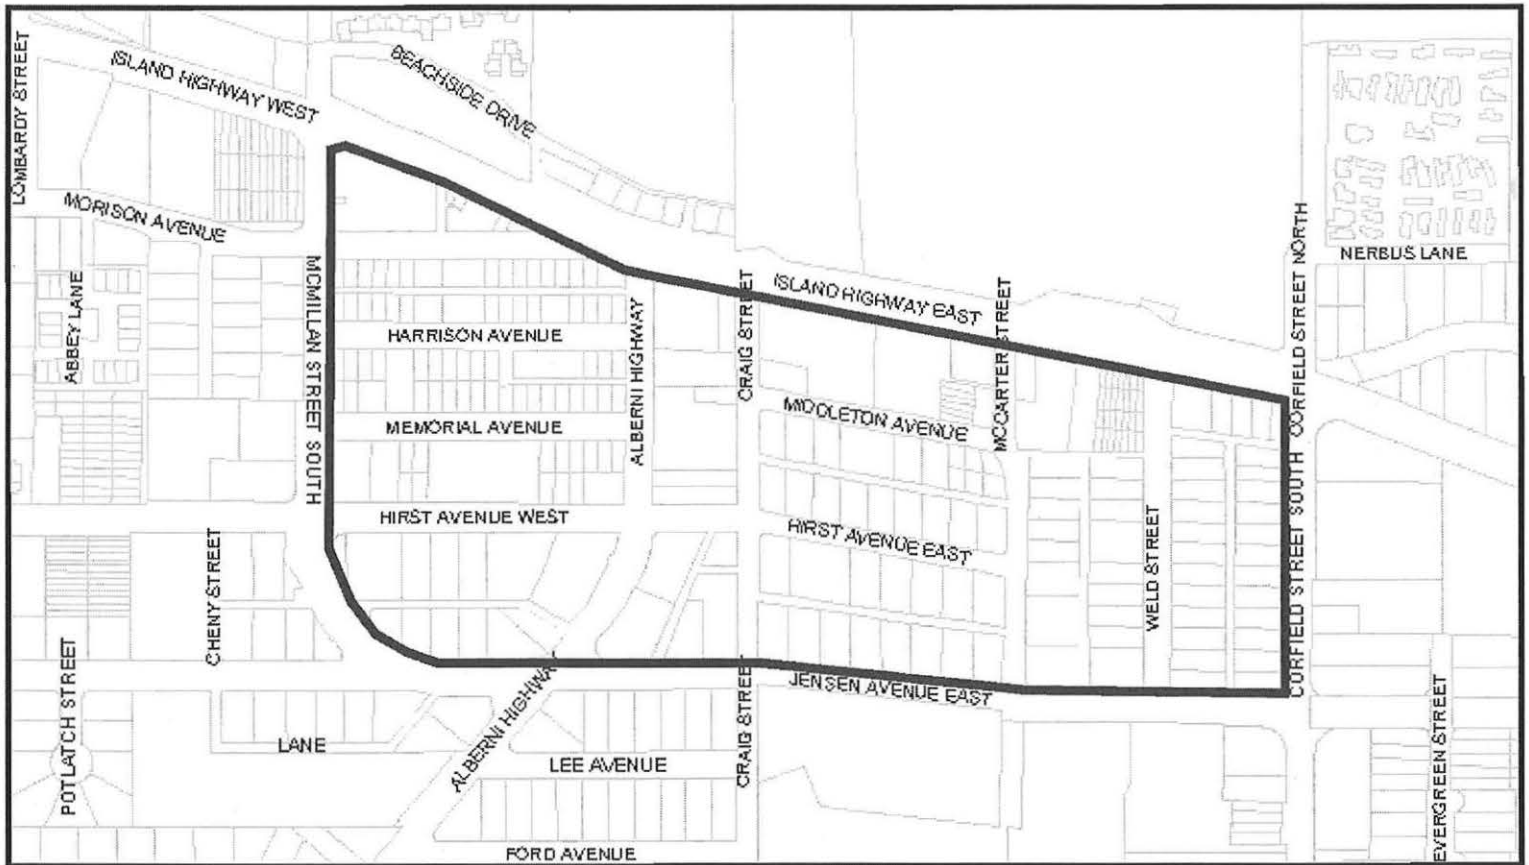 LOMBARDY STREET
ISLAND HIGHWAY WEST
BEACHSIDE DRIVE
MORISON AVENUE
ABBEY LANE
MCMILLAN STREET SOUTH
HARRISON AVENUE
MEMORIAL AVENUE
ALBERNI HIGHWAY
CRAIG STREET
ISLAND HIGHWAY EAST
MCCARTER STREET
CORFIELD STREET NORTH
NERBUS LANE
MIDDLETON AVENUE
HIRST AVENUE WEST
HIRST AVENUE EAST
WELD STREET
CORFIELD STREET SOUTH
CHENY STREET
POTLATCH STREET
LANE
ALBERNI HIGHWAY
LEE AVENUE
CRAIG STREET
JENSEN AVENUE EAST
EVERGREEN STREET
FORD AVENUE